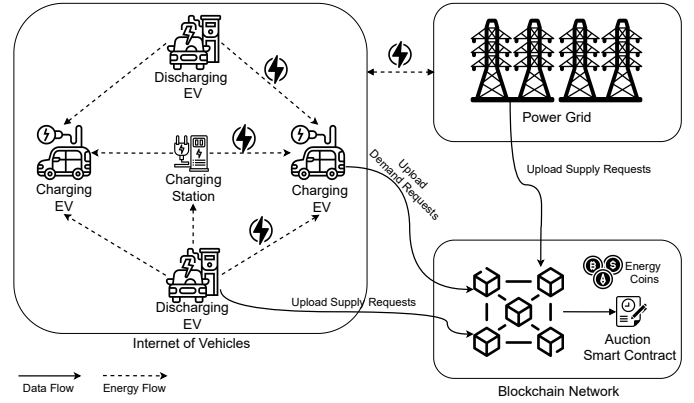 Discharging
EV
Charging
EV
Charging
Station
Charging
EV
Discharging
EV
Internet of Vehicles
Power Grid
Upload Supply Requests
Upload
Demand Requests
Upload Supply Requests
B
S
Energy
Coins
Auction
Smart Contract
Blockchain Network
Data Flow
Energy Flow